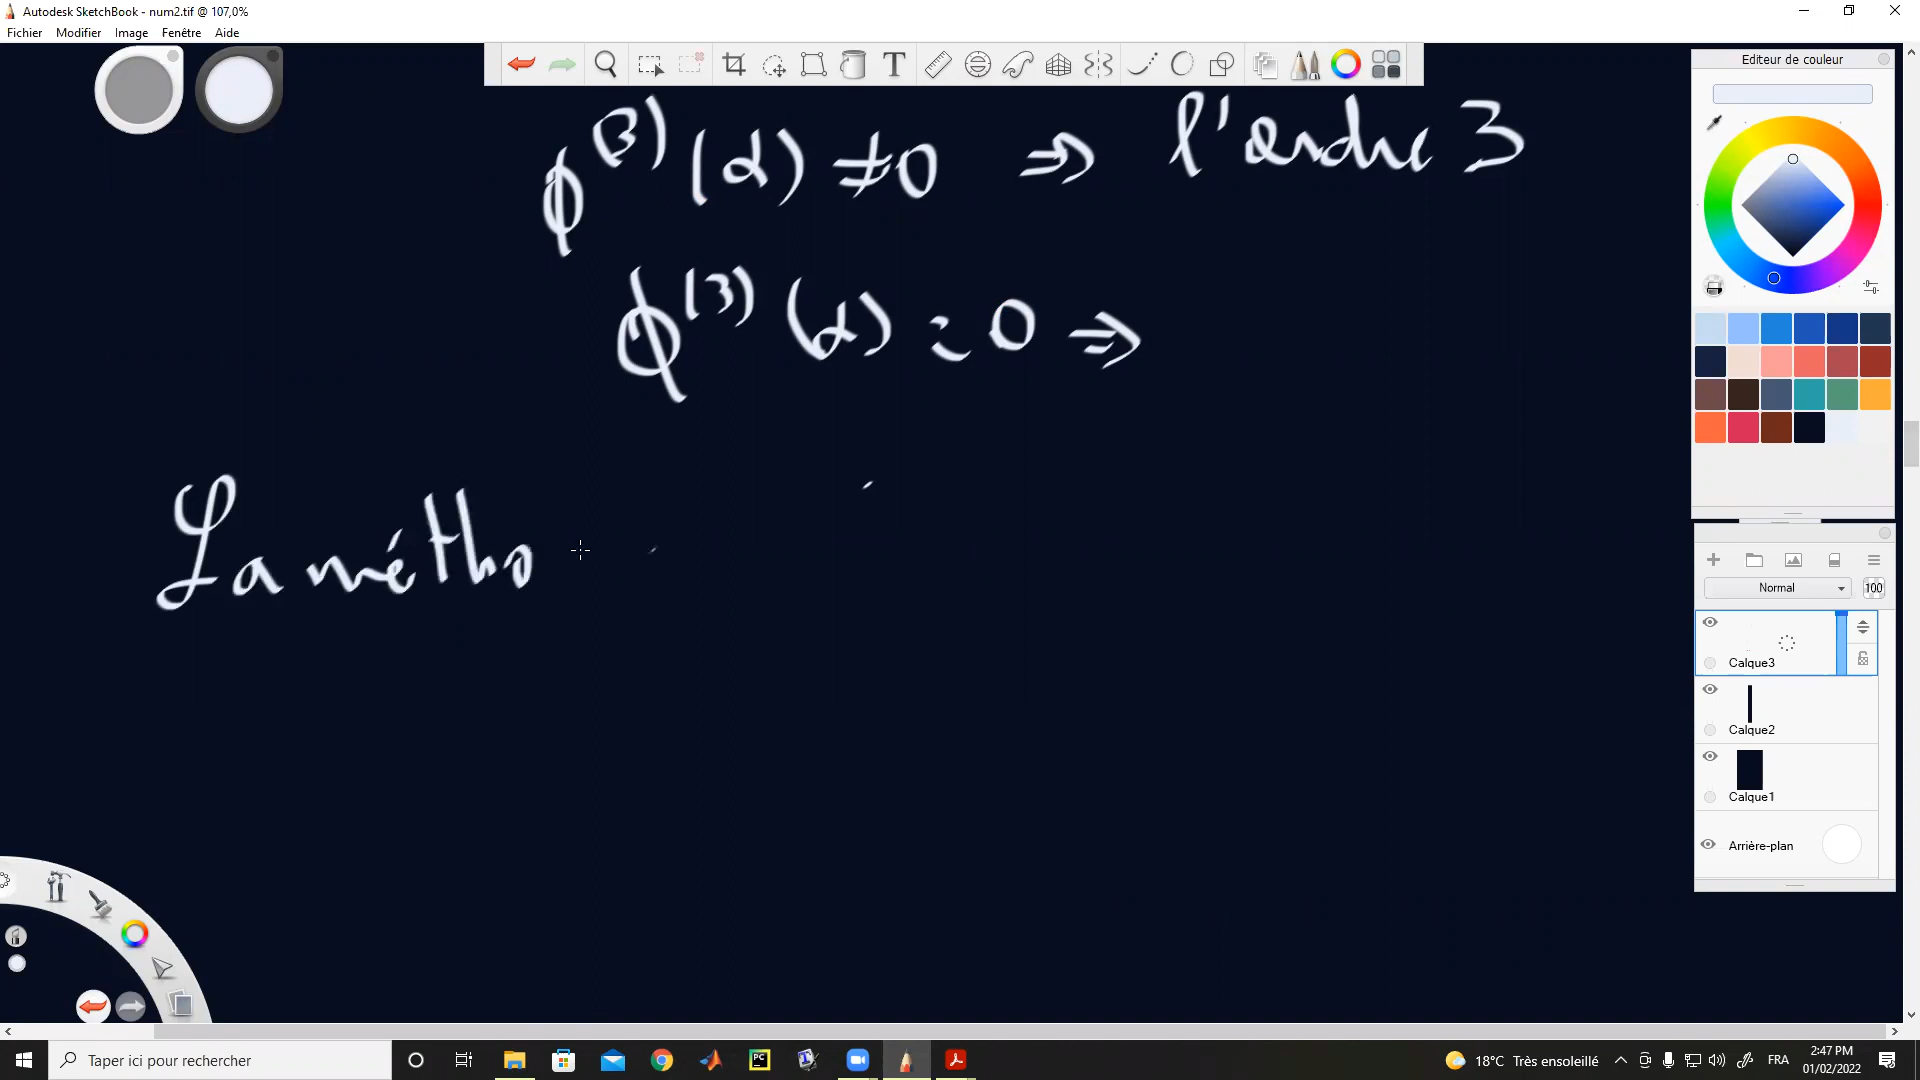 Autodesk SketchBook - num2.tif @ 107,0%
Fichier Modifier Image Fenêtre Aide
T
Editeur de couleur
ϕ⁽³⁾(α) ≠ 0 ⇒ l'ordre 3
ϕ⁽³⁾(α) = 0 ⇒
La métho
Normal 100
Calque3
Calque2
Calque1
Arrière-plan
Taper ici pour rechercher
PC
18°C Très ensoleillé
FRA
2:47 PM
01/02/2022